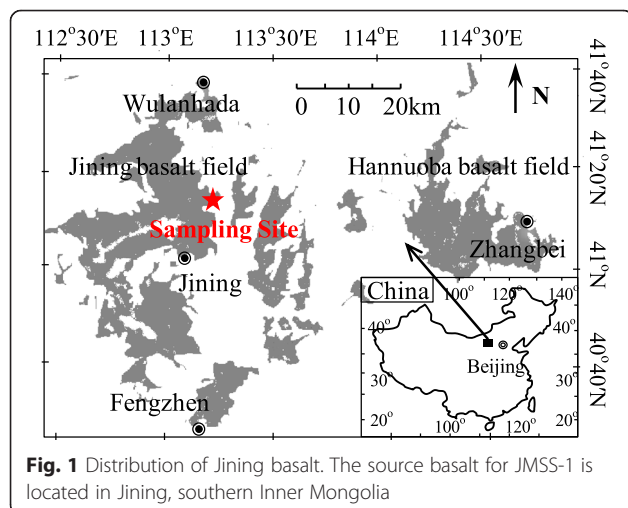 112°30′E 113°E 113°30′E 114°E 114°30′E
41°40′N
Wulanhada
0 10 20km
N
Jining basalt field
Hannuoba basalt field
41°20′N
Sampling Site
Zhangbei
41°N
Jining
China
100° 120° 140°
40° 40°
Beijing
40°40′N
30° 30°
Fengzhen
20° 100° 120° 20°
Fig. 1 Distribution of Jining basalt. The source basalt for JMSS-1 is
located in Jining, southern Inner Mongolia